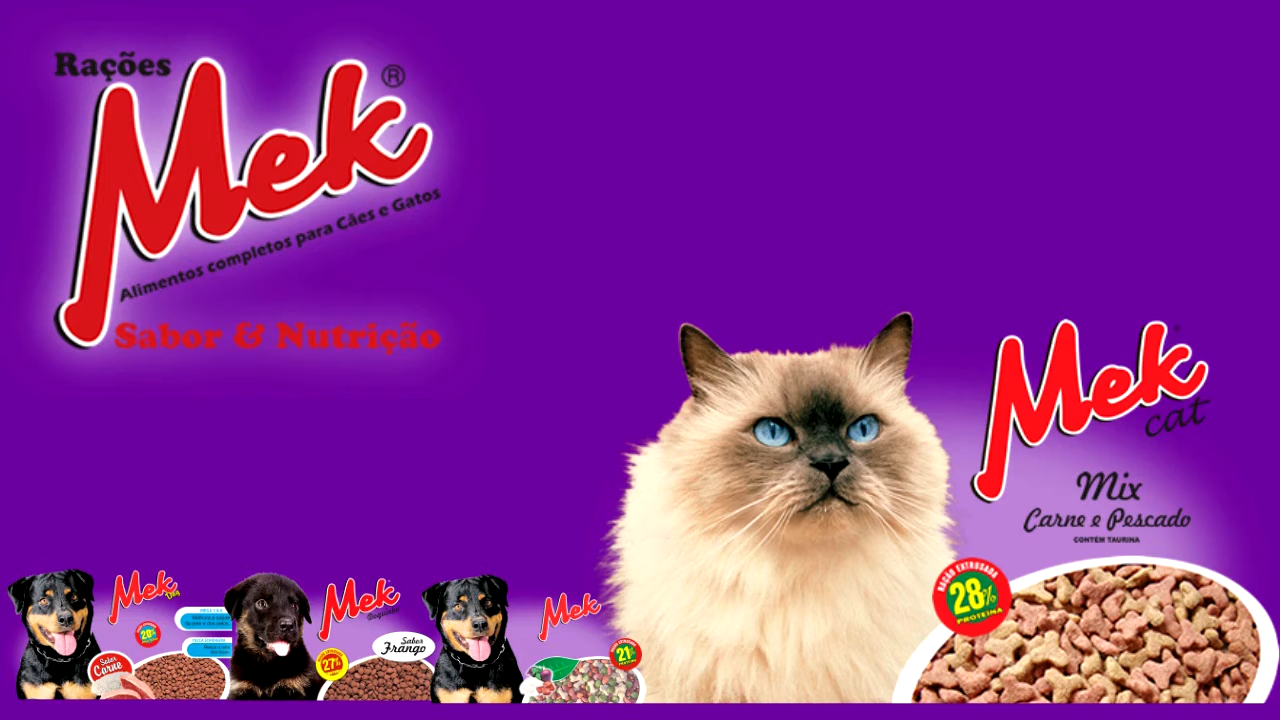 Rações
Mek®
Alimentos completos para Cães e Gatos
Sabor & Nutrição
Mek
cat
Mix
Carne e Pescado
CONTÉM TAURINA
RAÇÃO EXTRUSADA
28%
PROTEÍNA
Mek
Dog
20%
Sabor
Carne
Mek
27%
Sabor
Frango
Mek
21%